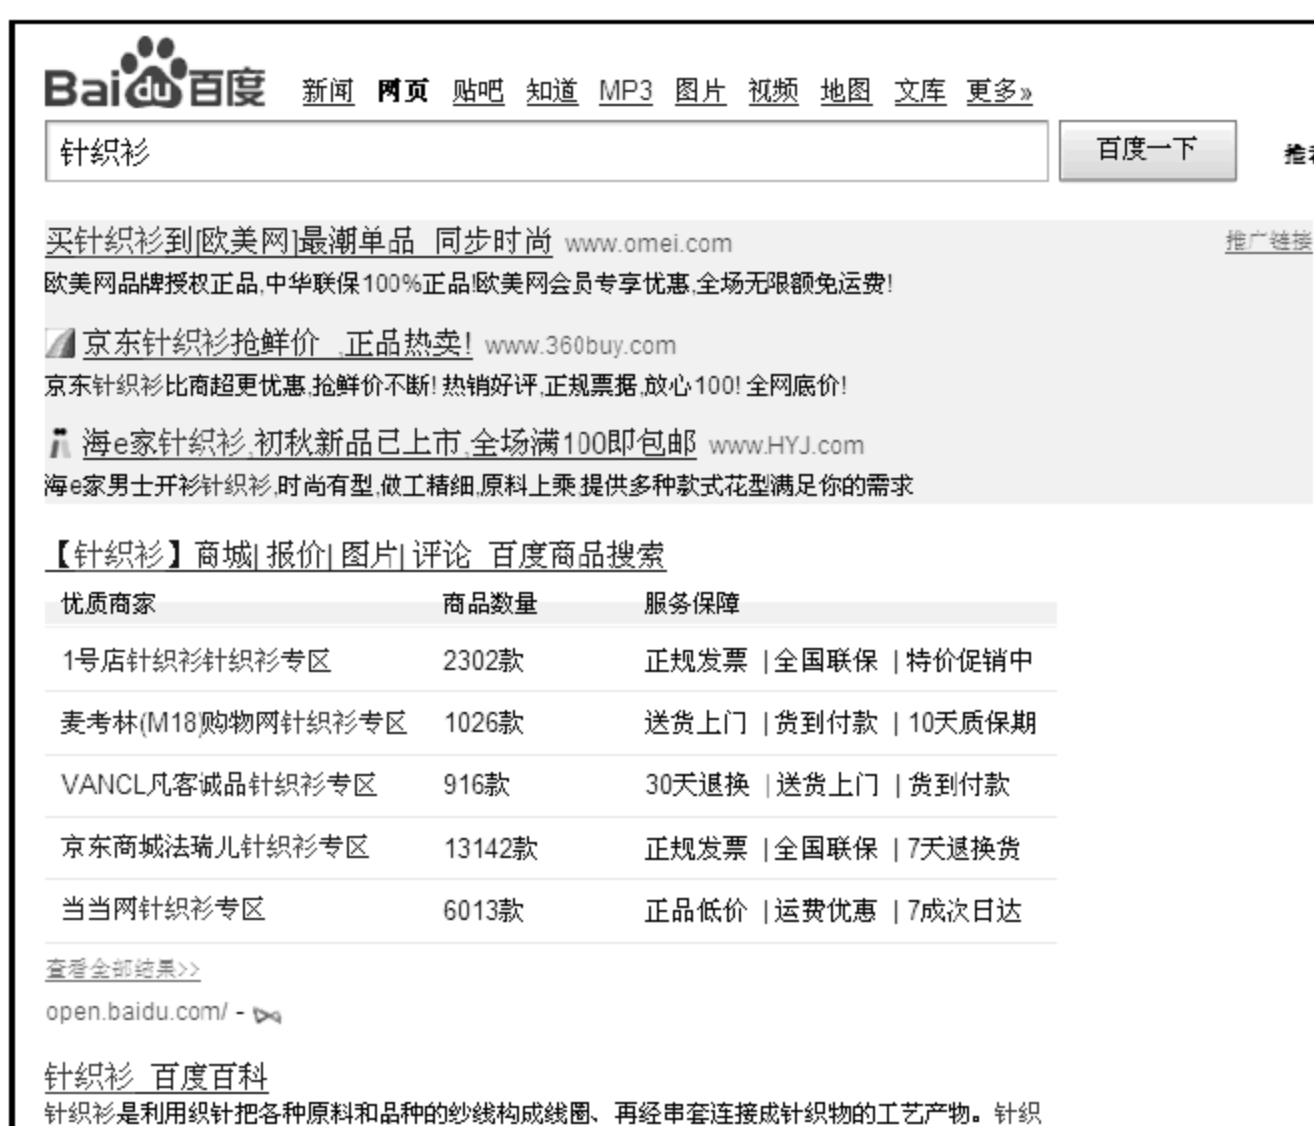 Bai du 百度 新闻 网页 贴吧 知道 MP3 图片 视频 地图 文库 更多»
针织衫 百度一下
买针织衫到[欧美网]最潮单品 同步时尚 www.omei.com 推广链接
欧美网品牌授权正品,中华联保100%正品!欧美网会员专享优惠,全场无限额免运费!
京东针织衫抢鲜价 ,正品热卖! www.360buy.com
京东针织衫比商超更优惠,抢鲜价不断! 热销好评,正规票据,放心100! 全网底价!
海e家针织衫,初秋新品已上市,全场满100即包邮 www.HYJ.com
海e家男士开衫针织衫,时尚有型,做工精细,原料上乘,提供多种款式花型满足你的需求
【针织衫】商城| 报价| 图片| 评论 百度商品搜索
优质商家 商品数量 服务保障
1号店针织衫针织衫专区 2302款 正规发票 | 全国联保 | 特价促销中
麦考林(M18)购物网针织衫专区 1026款 送货上门 | 货到付款 | 10天质保期
VANCL凡客诚品针织衫专区 916款 30天退换 | 送货上门 | 货到付款
京东商城法瑞儿针织衫专区 13142款 正规发票 | 全国联保 | 7天退换货
当当网针织衫专区 6013款 正品低价 | 运费优惠 | 7成次日达
查看全部结果>>
open.baidu.com/ -
针织衫_百度百科
针织衫是利用织针把各种原料和品种的纱线构成线圈、再经串套连接成针织物的工艺产物。针织